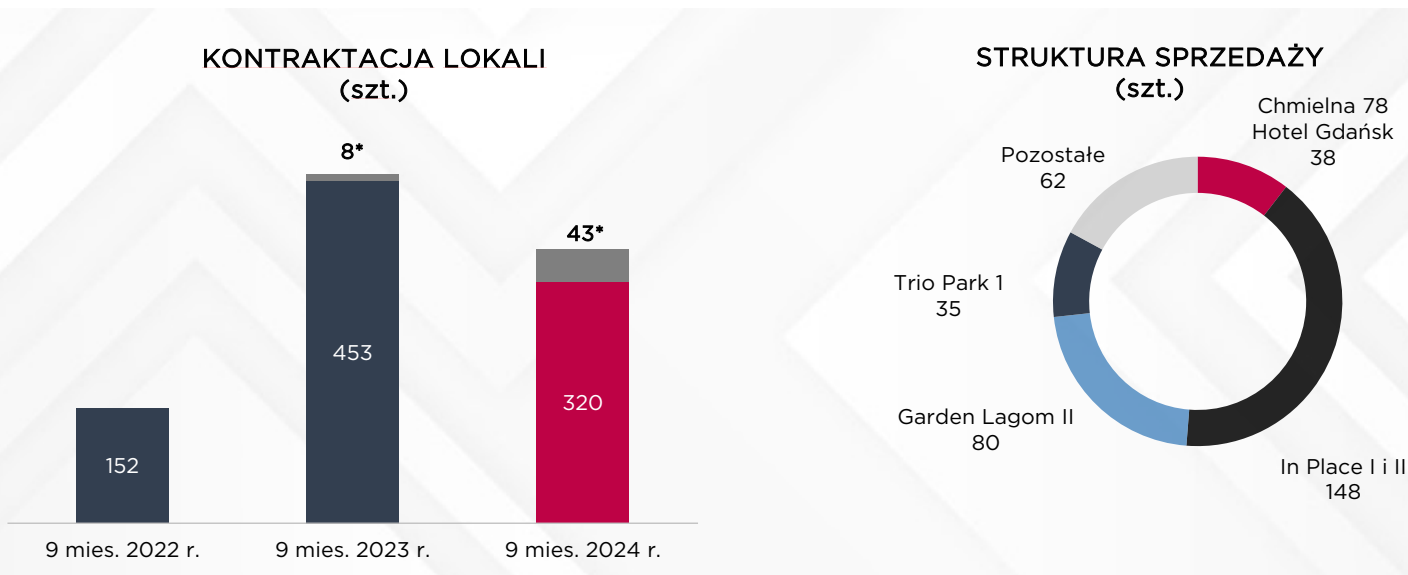 KONTRAKTACJA LOKALI
(szt.)
8*
43*
453
320
152
9 mies. 2022 r.
9 mies. 2023 r.
9 mies. 2024 r.
STRUKTURA SPRZEDAŻY
(szt.)
Chmielna 78
Hotel Gdańsk
38
Pozostałe
62
Trio Park 1
35
Garden Lagom II
80
In Place I i II
148